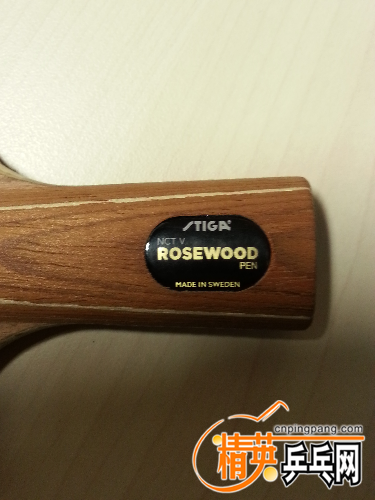 STIGA
NCT V
ROSEWOOD
PEN
MADE IN SWEDEN
cnpingpang.com
精英乒乓网